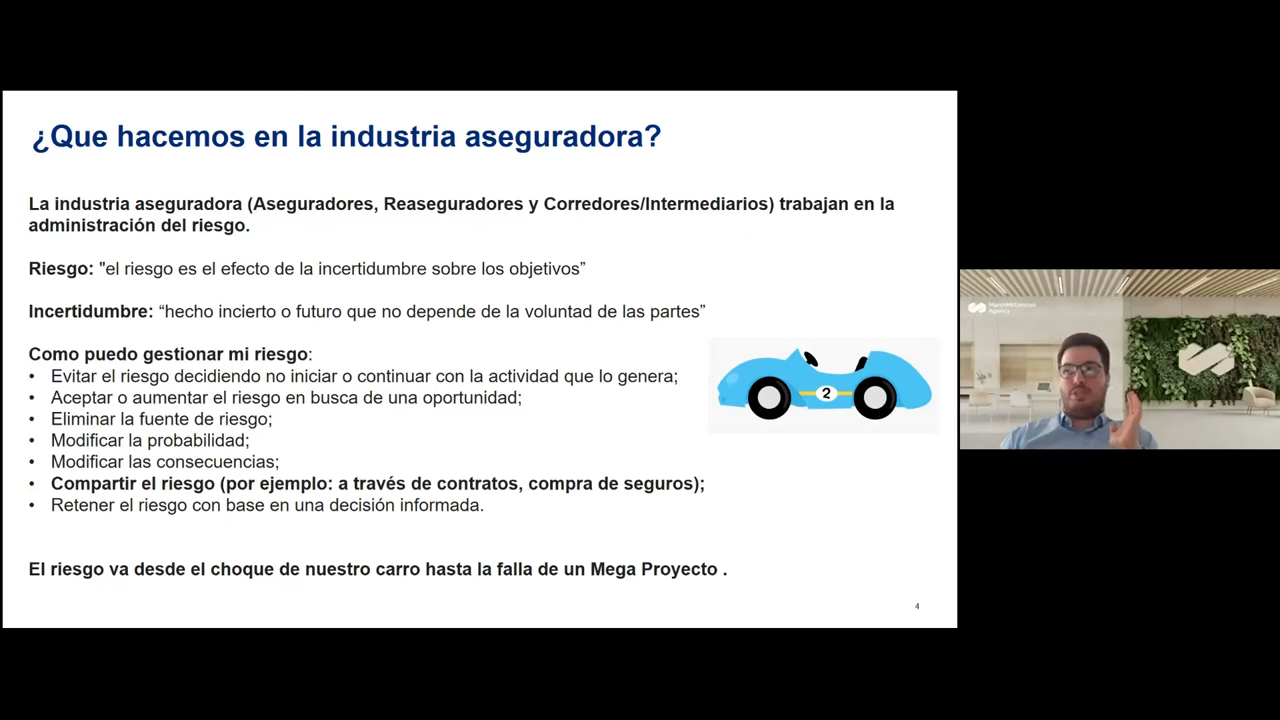 ¿Que hacemos en la industria aseguradora?
La industria aseguradora (Aseguradores, Reaseguradores y Corredores/Intermediarios) trabajan en la
administración del riesgo.
Riesgo: "el riesgo es el efecto de la incertidumbre sobre los objetivos”
Incertidumbre: “hecho incierto o futuro que no depende de la voluntad de las partes”
Como puedo gestionar mi riesgo:
• Evitar el riesgo decidiendo no iniciar o continuar con la actividad que lo genera;
• Aceptar o aumentar el riesgo en busca de una oportunidad;
• Eliminar la fuente de riesgo;
• Modificar la probabilidad;
• Modificar las consecuencias;
• Compartir el riesgo (por ejemplo: a través de contratos, compra de seguros);
• Retener el riesgo con base en una decisión informada.
2
El riesgo va desde el choque de nuestro carro hasta la falla de un Mega Proyecto .
4
MarshMcLennan
Agency